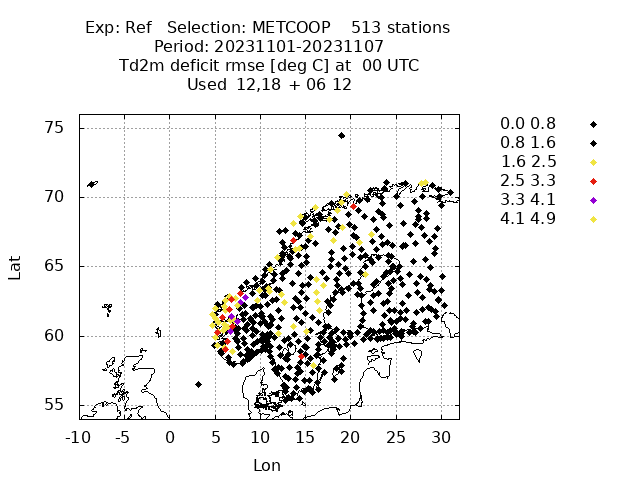 Exp: Ref   Selection: METCOOP    513 stations
Period: 20231101-20231107
Td2m deficit rmse [deg C] at  00 UTC
Used  12,18 + 06 12
0.0 0.8
0.8 1.6
1.6 2.5
2.5 3.3
3.3 4.1
4.1 4.9
75
70
65
60
55
Lat
-10 -5 0 5 10 15 20 25 30
Lon